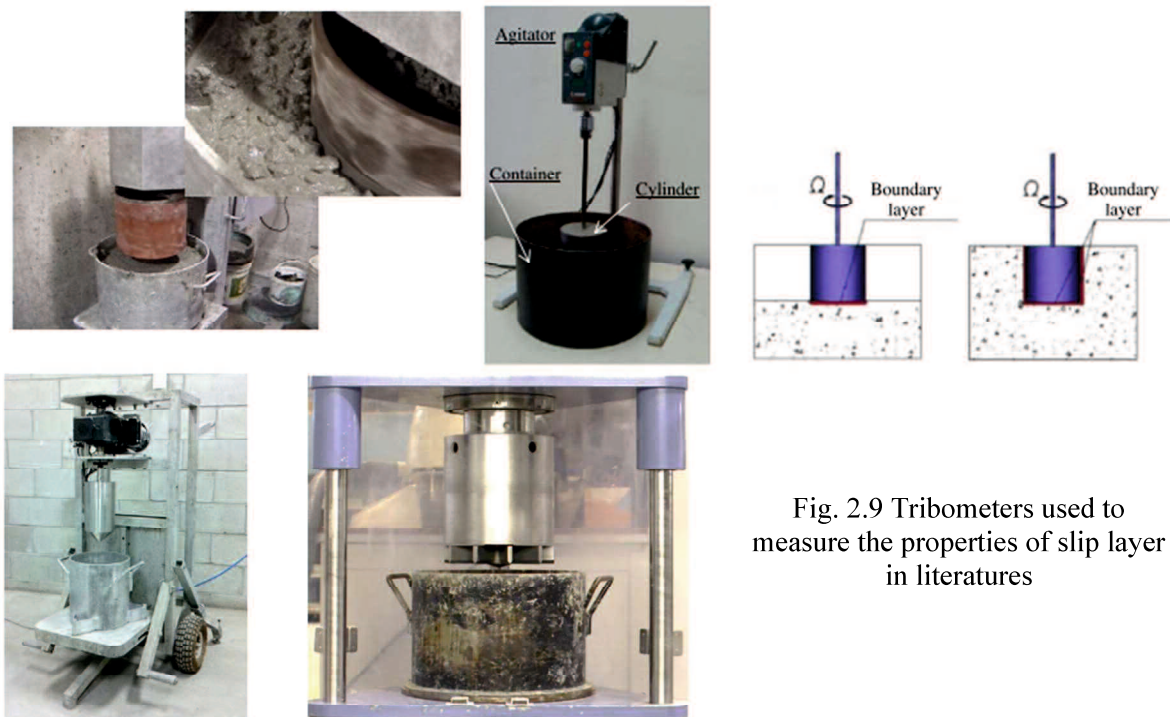 Agitator
Container
Cylinder
Ω
Boundary
layer
Ω
Boundary
layer
Fig. 2.9 Tribometers used to
measure the properties of slip layer
in literatures